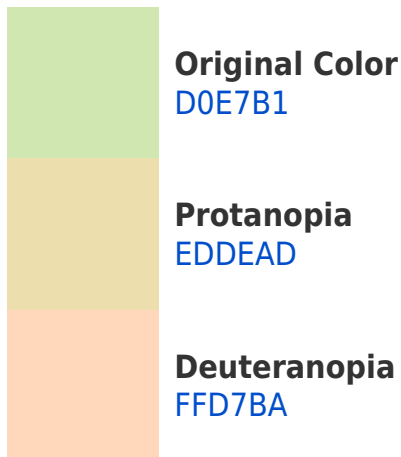 Original Color
D0E7B1
Protanopia
EDDEAD
Deuteranopia
FFD7BA